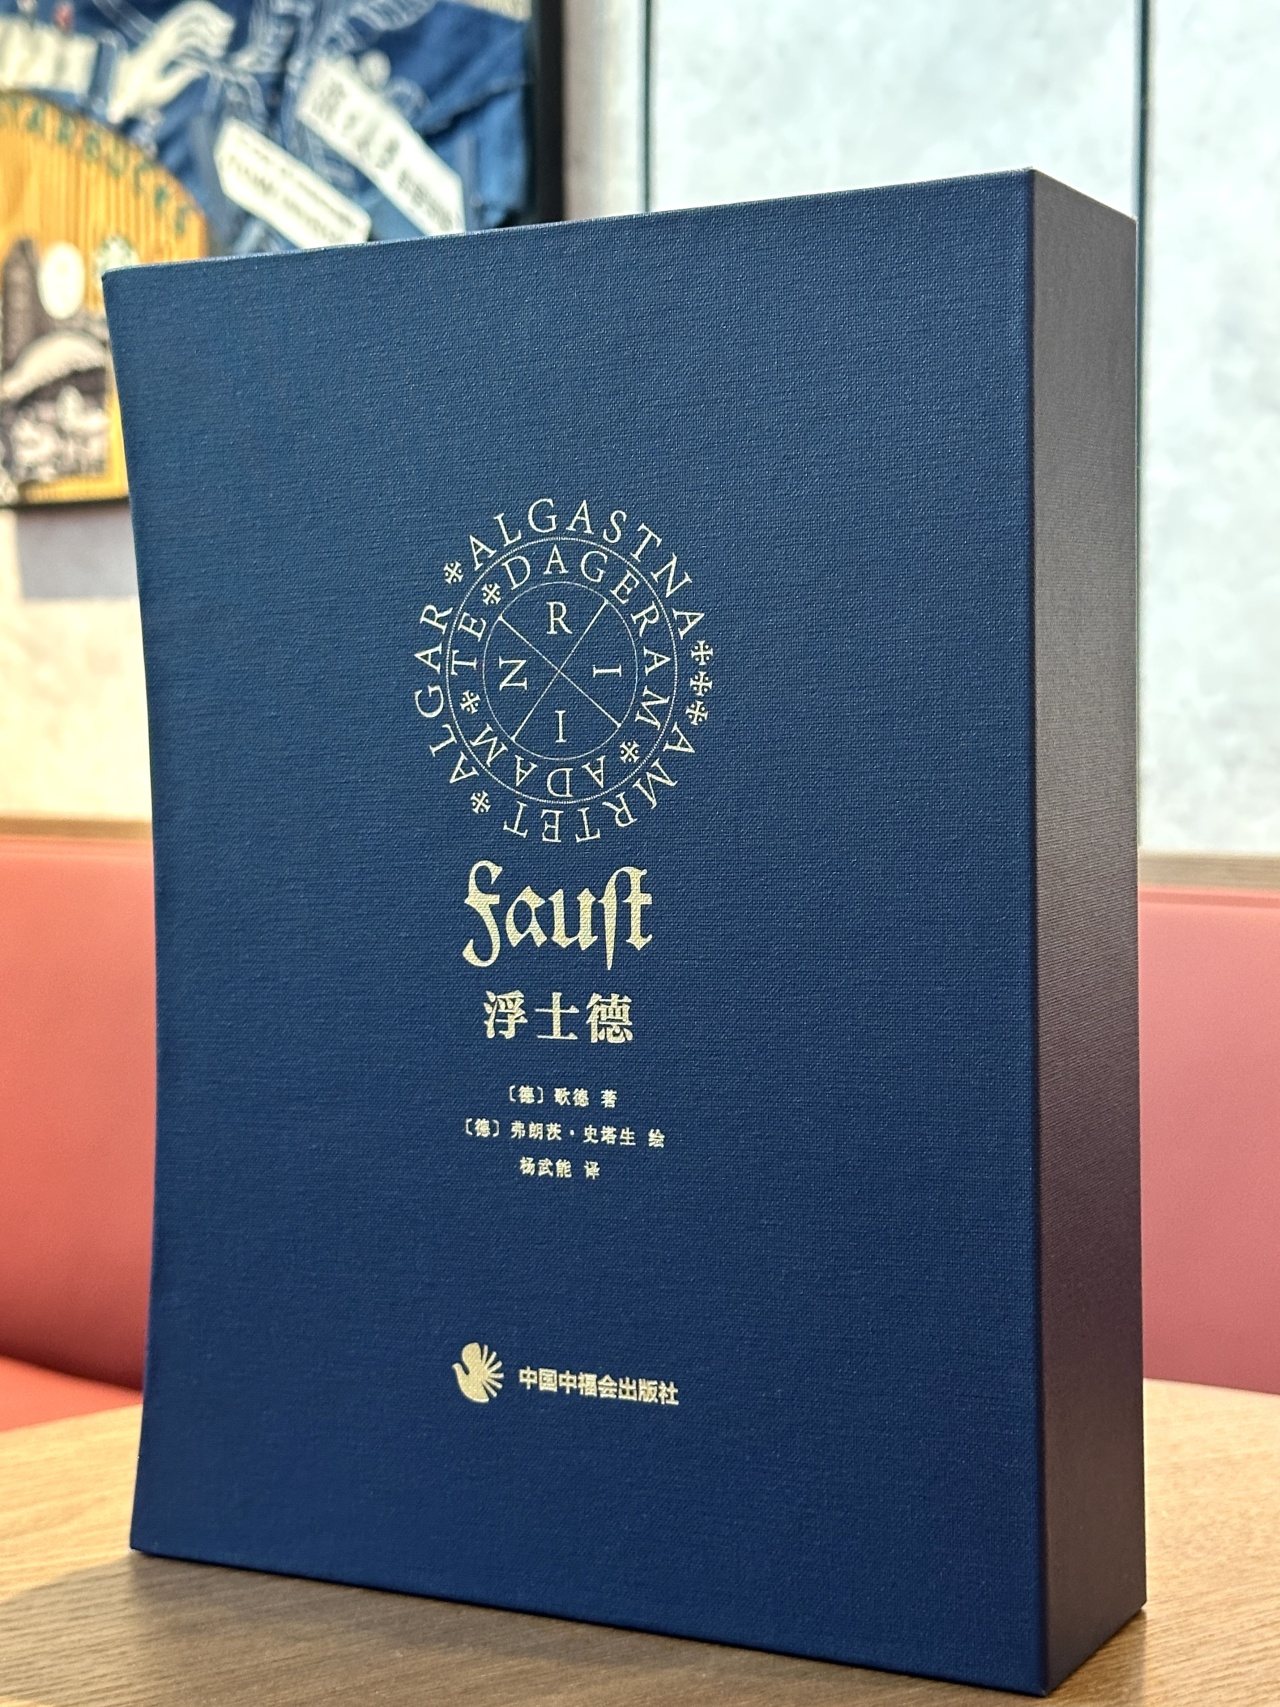 STARBUCKS
ALGAR ✠ ALGASTNA ✠✠✠ AMRTET ✠
TE ✠ DAGERAM ✠ ADAM ✠
R I I N
Fauſt
浮士德
〔德〕歌德 著
〔德〕弗朗茨·史塔生 绘
杨武能 译
中国中福会出版社